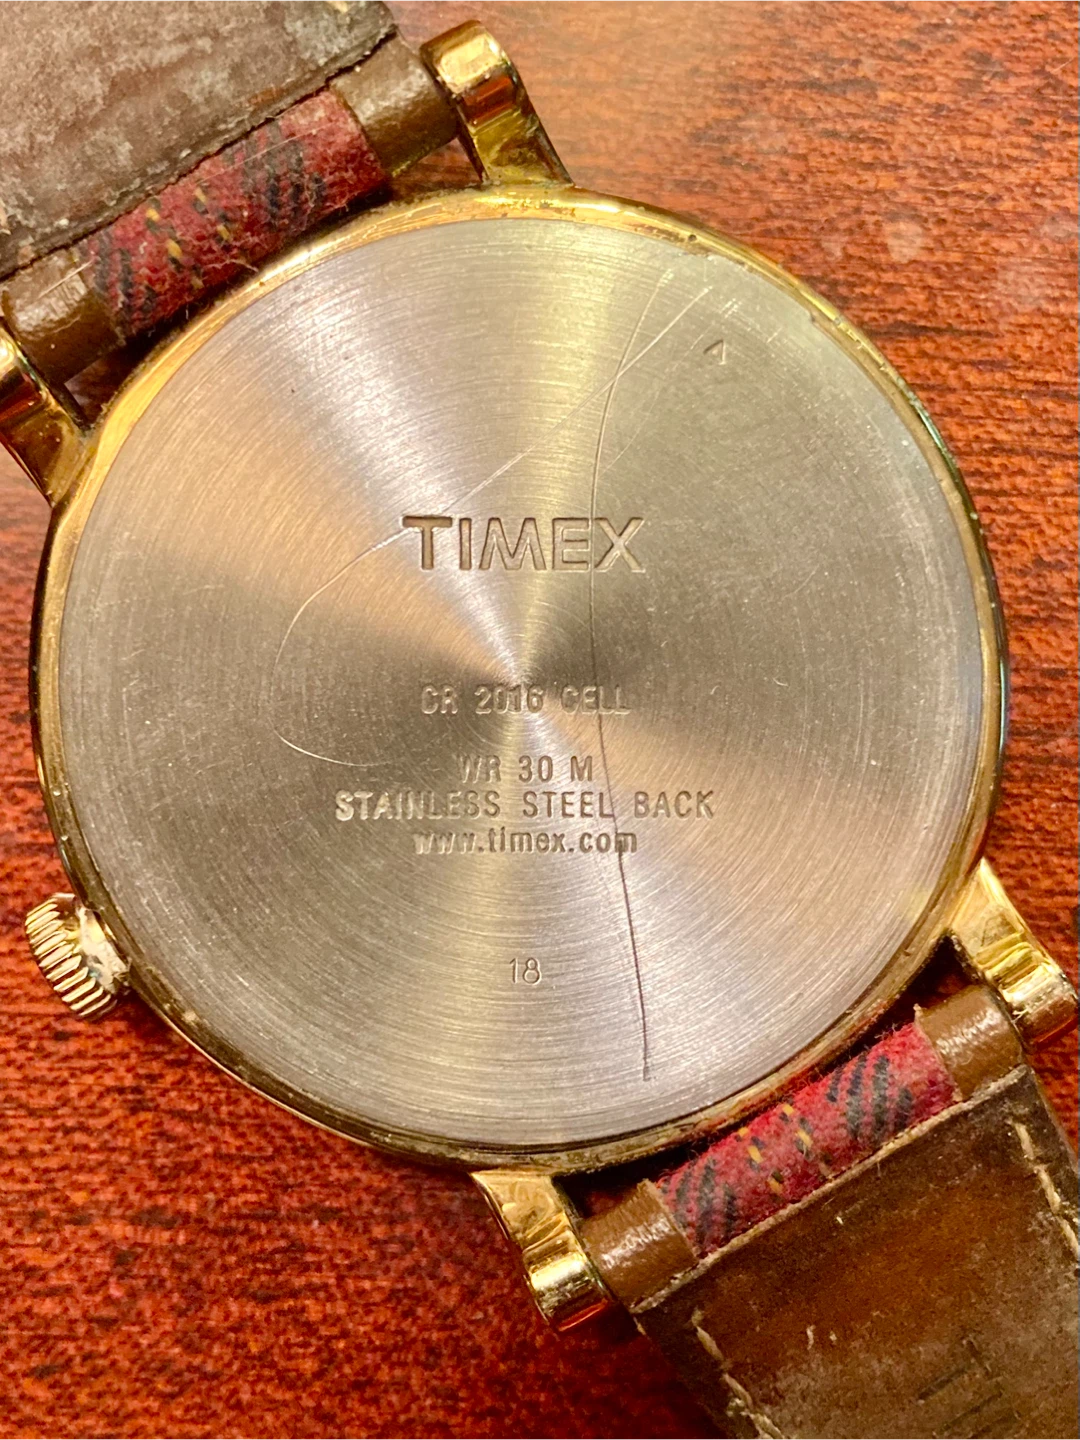 A
TIMEX
CR 2016 CELL
WR 30 M
STAINLESS STEEL BACK
www.timex.com
18